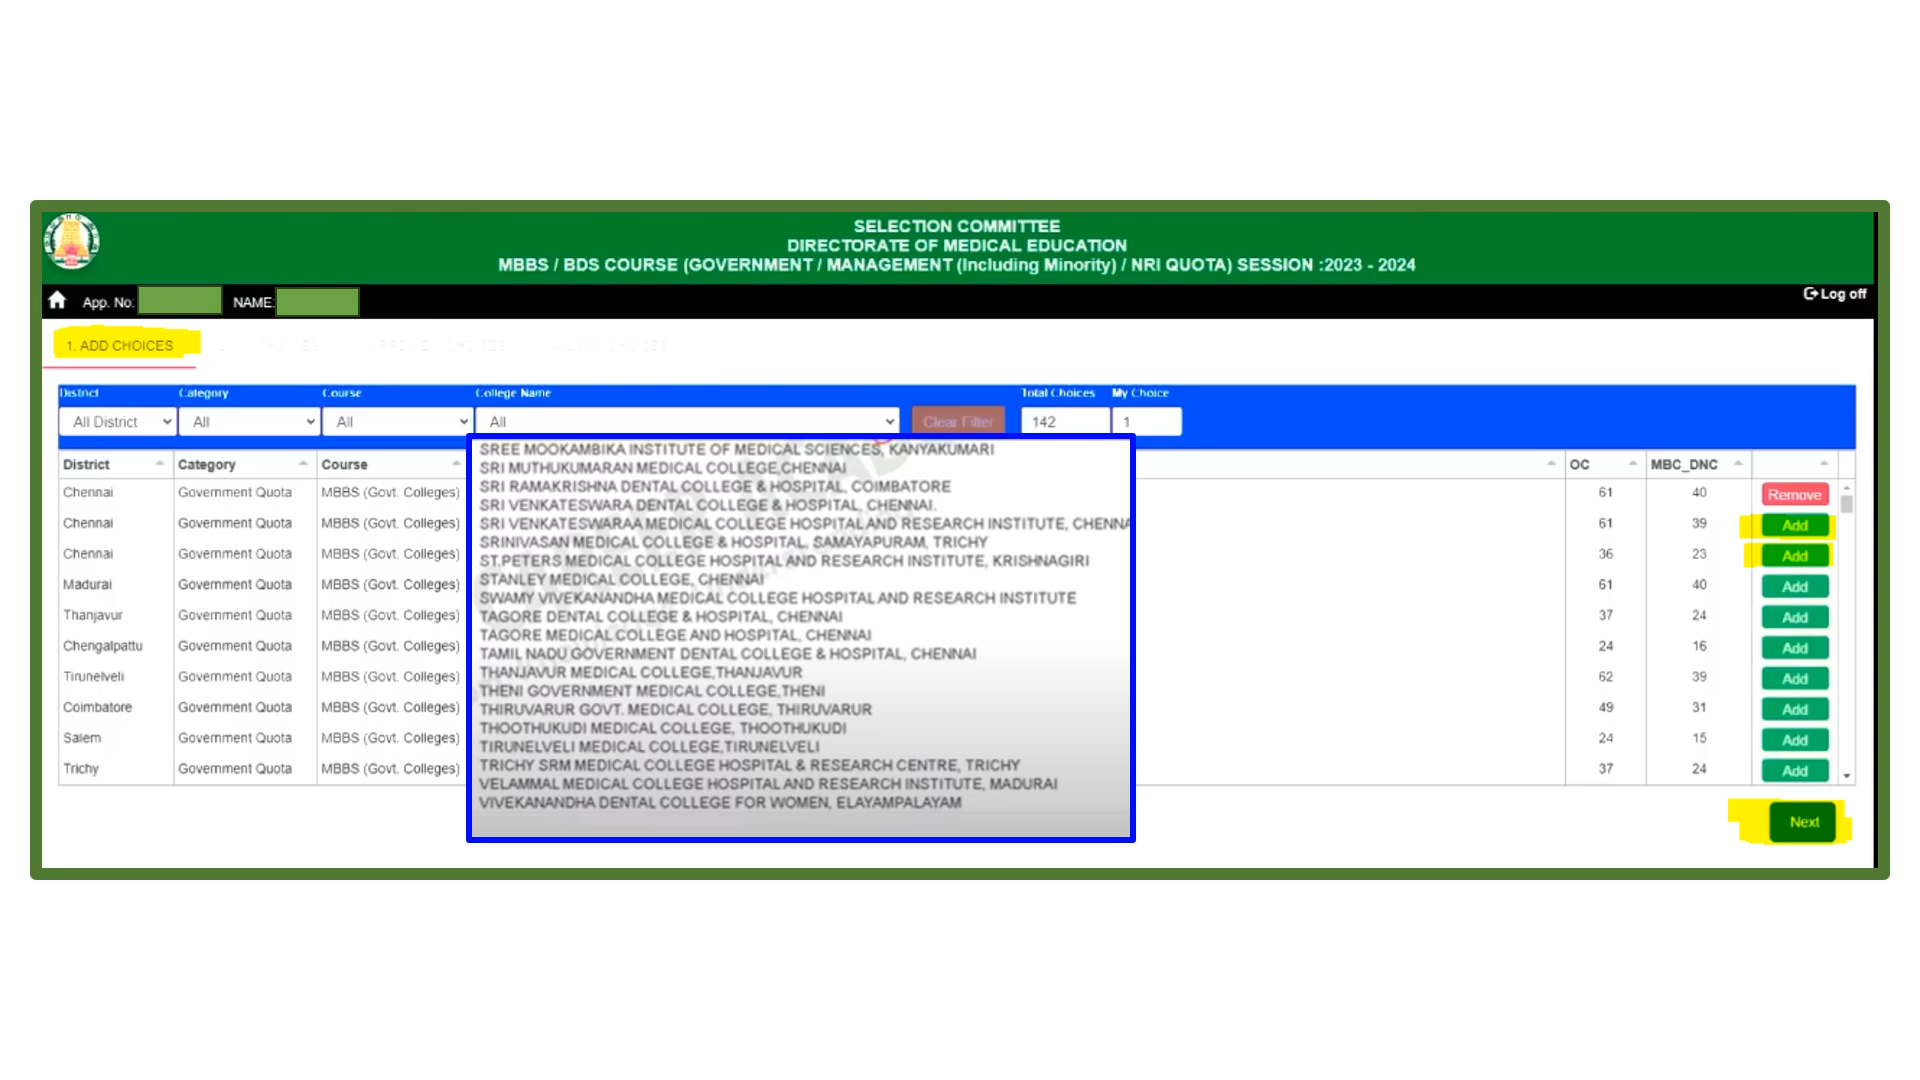 SELECTION COMMITTEE
DIRECTORATE OF MEDICAL EDUCATION
MBBS / BDS COURSE (GOVERNMENT / MANAGEMENT (Including Minority) / NRI QUOTA) SESSION :2023 - 2024
App. No: NAME: Log off
1. ADD CHOICES
District Category Course College Name Total Choices My Choice
All District All All All Clear Filter 142 1
District Category Course OC MBC_DNC
Chennai Government Quota MBBS (Govt. Colleges) 61 40 Remove
Chennai Government Quota MBBS (Govt. Colleges) 61 39 Add
Chennai Government Quota MBBS (Govt. Colleges) 36 23 Add
Madurai Government Quota MBBS (Govt. Colleges) 61 40 Add
Thanjavur Government Quota MBBS (Govt. Colleges) 37 24 Add
Chengalpattu Government Quota MBBS (Govt. Colleges) 24 16 Add
Tirunelveli Government Quota MBBS (Govt. Colleges) 62 39 Add
Coimbatore Government Quota MBBS (Govt. Colleges) 49 31 Add
Salem Government Quota MBBS (Govt. Colleges) 24 15 Add
Trichy Government Quota MBBS (Govt. Colleges) 37 24 Add
SREE MOOKAMBIKA INSTITUTE OF MEDICAL SCIENCES, KANYAKUMARI
SRI MUTHUKUMARAN MEDICAL COLLEGE,CHENNAI
SRI RAMAKRISHNA DENTAL COLLEGE & HOSPITAL, COIMBATORE
SRI VENKATESWARA DENTAL COLLEGE & HOSPITAL, CHENNAI.
SRI VENKATESWARAA MEDICAL COLLEGE HOSPITAL AND RESEARCH INSTITUTE, CHENNA
SRINIVASAN MEDICAL COLLEGE & HOSPITAL, SAMAYAPURAM, TRICHY
ST.PETERS MEDICAL COLLEGE HOSPITAL AND RESEARCH INSTITUTE, KRISHNAGIRI
STANLEY MEDICAL COLLEGE, CHENNAI
SWAMY VIVEKANANDHA MEDICAL COLLEGE HOSPITAL AND RESEARCH INSTITUTE
TAGORE DENTAL COLLEGE & HOSPITAL, CHENNAI
TAGORE MEDICAL COLLEGE AND HOSPITAL, CHENNAI
TAMIL NADU GOVERNMENT DENTAL COLLEGE & HOSPITAL, CHENNAI
THANJAVUR MEDICAL COLLEGE,THANJAVUR
THENI GOVERNMENT MEDICAL COLLEGE,THENI
THIRUVARUR GOVT. MEDICAL COLLEGE, THIRUVARUR
THOOTHUKUDI MEDICAL COLLEGE, THOOTHUKUDI
TIRUNELVELI MEDICAL COLLEGE,TIRUNELVELI
TRICHY SRM MEDICAL COLLEGE HOSPITAL & RESEARCH CENTRE, TRICHY
VELAMMAL MEDICAL COLLEGE HOSPITAL AND RESEARCH INSTITUTE, MADURAI
VIVEKANANDHA DENTAL COLLEGE FOR WOMEN, ELAYAMPALAYAM
Next